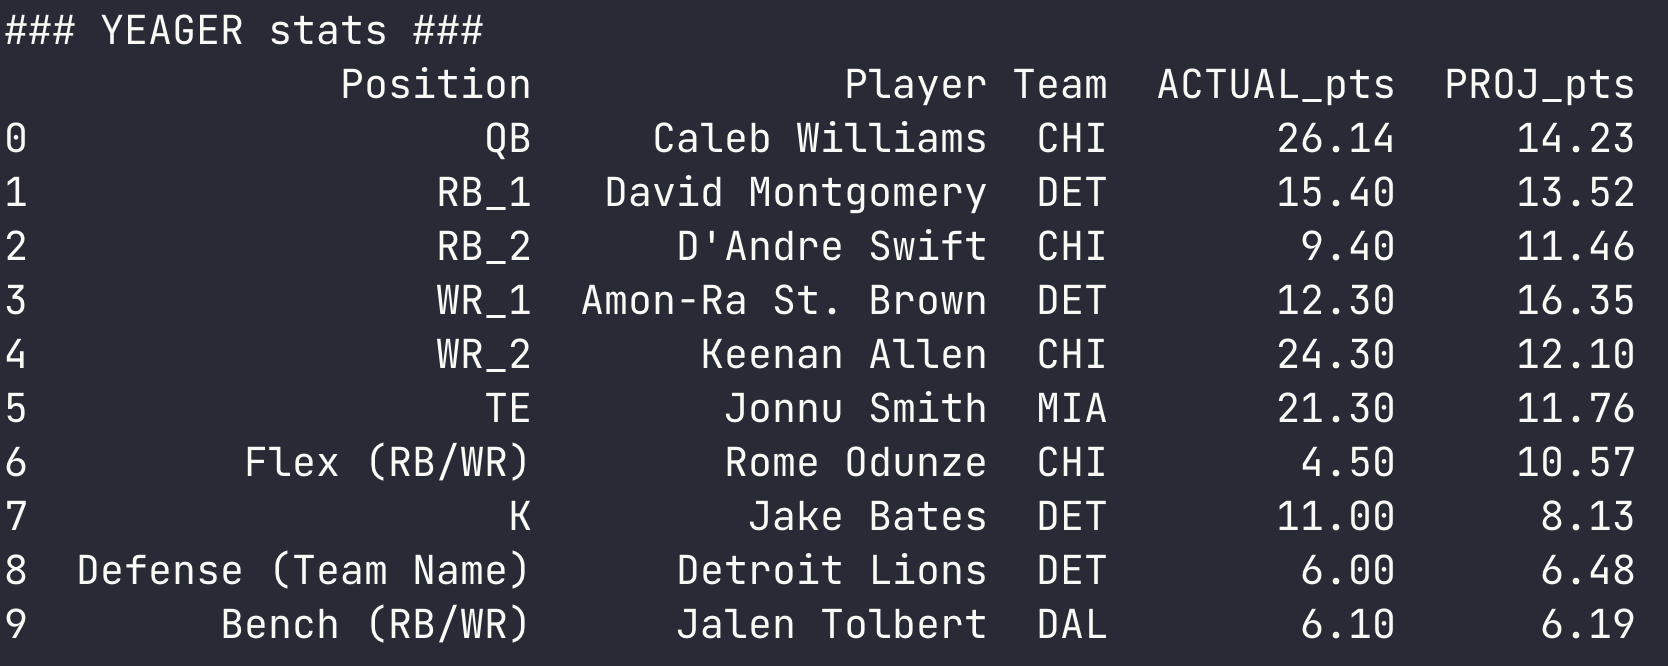 ### YEAGER stats ###
Position Player Team ACTUAL_pts PROJ_pts
0 QB Caleb Williams CHI 26.14 14.23
1 RB_1 David Montgomery DET 15.40 13.52
2 RB_2 D'Andre Swift CHI 9.40 11.46
3 WR_1 Amon-Ra St. Brown DET 12.30 16.35
4 WR_2 Keenan Allen CHI 24.30 12.10
5 TE Jonnu Smith MIA 21.30 11.76
6 Flex (RB/WR) Rome Odunze CHI 4.50 10.57
7 K Jake Bates DET 11.00 8.13
8 Defense (Team Name) Detroit Lions DET 6.00 6.48
9 Bench (RB/WR) Jalen Tolbert DAL 6.10 6.19